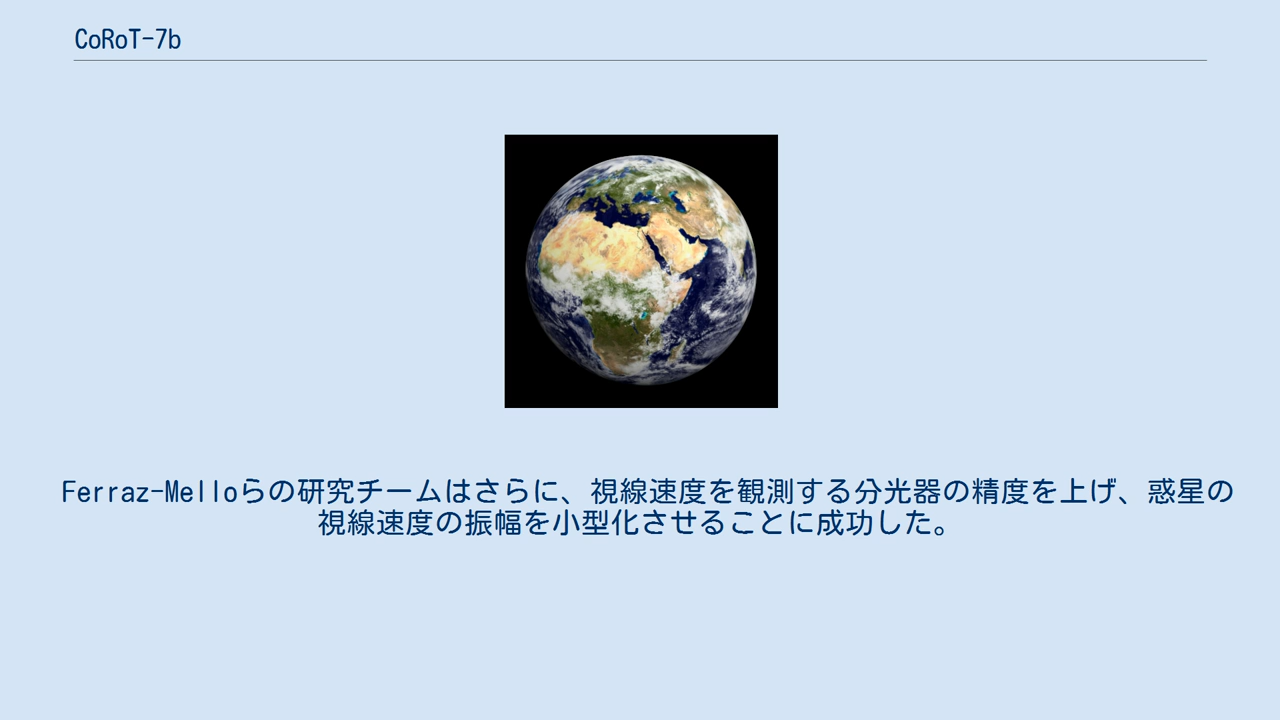 CoRoT-7b
Ferraz-Melloらの研究チームはさらに、視線速度を観測する分光器の精度を上げ、惑星の
視線速度の振幅を小型化させることに成功した。